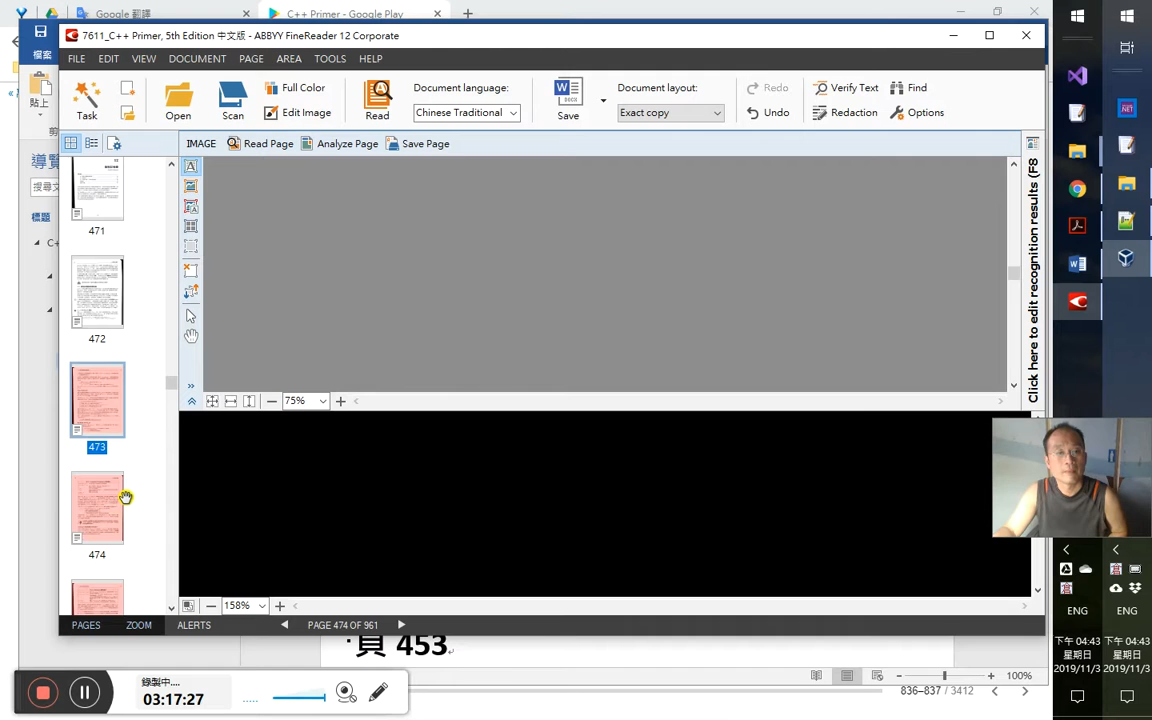 Google 翻譯
C++ Primer - Google Play
檔案
貼上
導覽
標題
7611_C++ Primer, 5th Edition 中文版 - ABBYY FineReader 12 Corporate
FILE EDIT VIEW DOCUMENT PAGE AREA TOOLS HELP
Task
Open
Scan
Full Color
Edit Image
Read
Document language:
Chinese Traditional
Save
Document layout:
Exact copy
Redo
Undo
Verify Text
Redaction
Find
Options
IMAGE Read Page Analyze Page Save Page
471
472
473
474
75%
158%
Click here to edit recognition results (F8
PAGES ZOOM ALERTS PAGE 474 OF 961
頁 453
100%
836–837 / 3412
錄製中....
03:17:27
ENG ENG
下午 04:43 下午 04:43
星期日 星期日
2019/11/3 2019/11/3